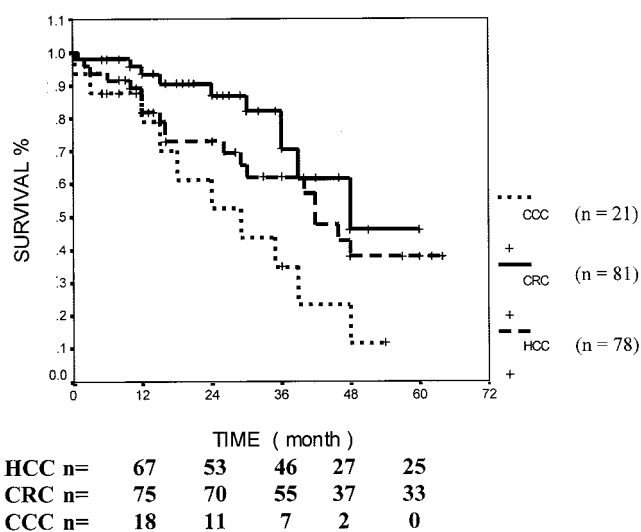 SURVIVAL %
1.0
.9
.8
.7
.6
.5
.4
.3
.2
.1
0.0
0 12 24 36 48 60 72
TIME ( month )
CCC (n = 21)
CRC (n = 81)
HCC (n = 78)
HCC n= 67 53 46 27 25
CRC n= 75 70 55 37 33
CCC n= 18 11 7 2 0